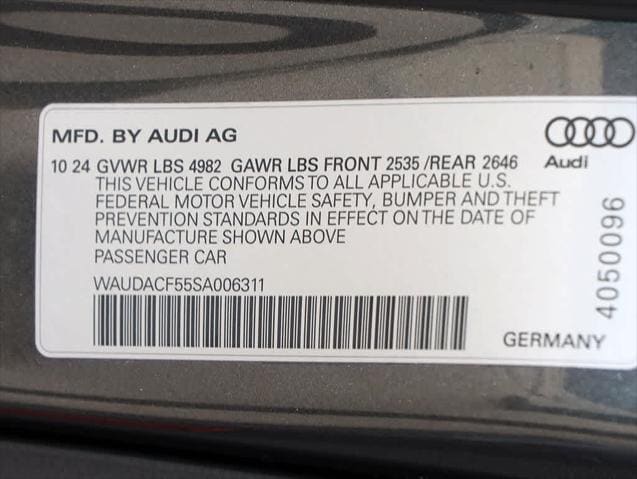 MFD. BY AUDI AG
10 24 GVWR LBS 4982 GAWR LBS FRONT 2535 /REAR 2646
Audi
THIS VEHICLE CONFORMS TO ALL APPLICABLE U.S.
FEDERAL MOTOR VEHICLE SAFETY, BUMPER AND THEFT
PREVENTION STANDARDS IN EFFECT ON THE DATE OF
MANUFACTURE SHOWN ABOVE
PASSENGER CAR
WAUDACF55SA006311
4050096
GERMANY